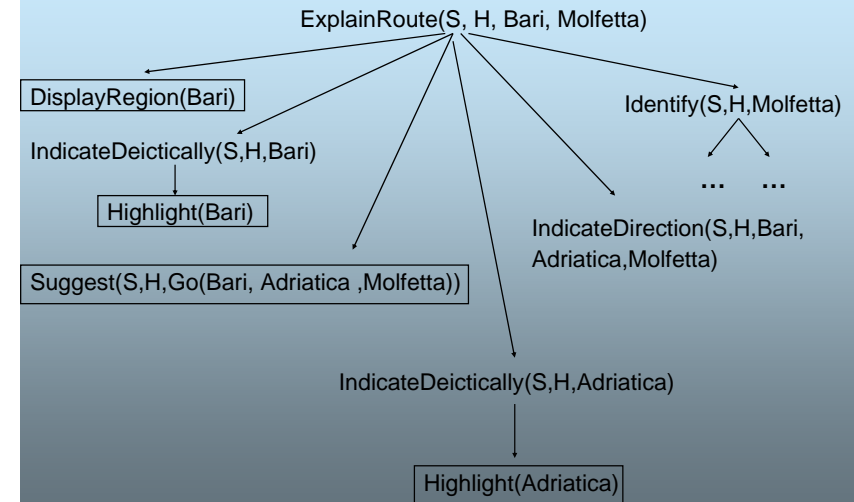 ExplainRoute(S, H, Bari, Molfetta)
DisplayRegion(Bari)
Identify(S,H,Molfetta)
IndicateDeictically(S,H,Bari)
... ...
Highlight(Bari)
IndicateDirection(S,H,Bari,
Adriatica,Molfetta)
Suggest(S,H,Go(Bari, Adriatica ,Molfetta))
IndicateDeictically(S,H,Adriatica)
Highlight(Adriatica)